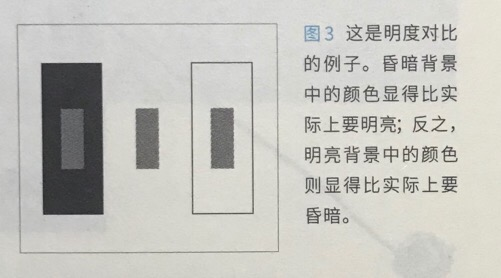 图3 这是明度对比
的例子。昏暗背景
中的颜色显得比实
际上要明亮；反之，
明亮背景中的颜色
则显得比实际上要
昏暗。